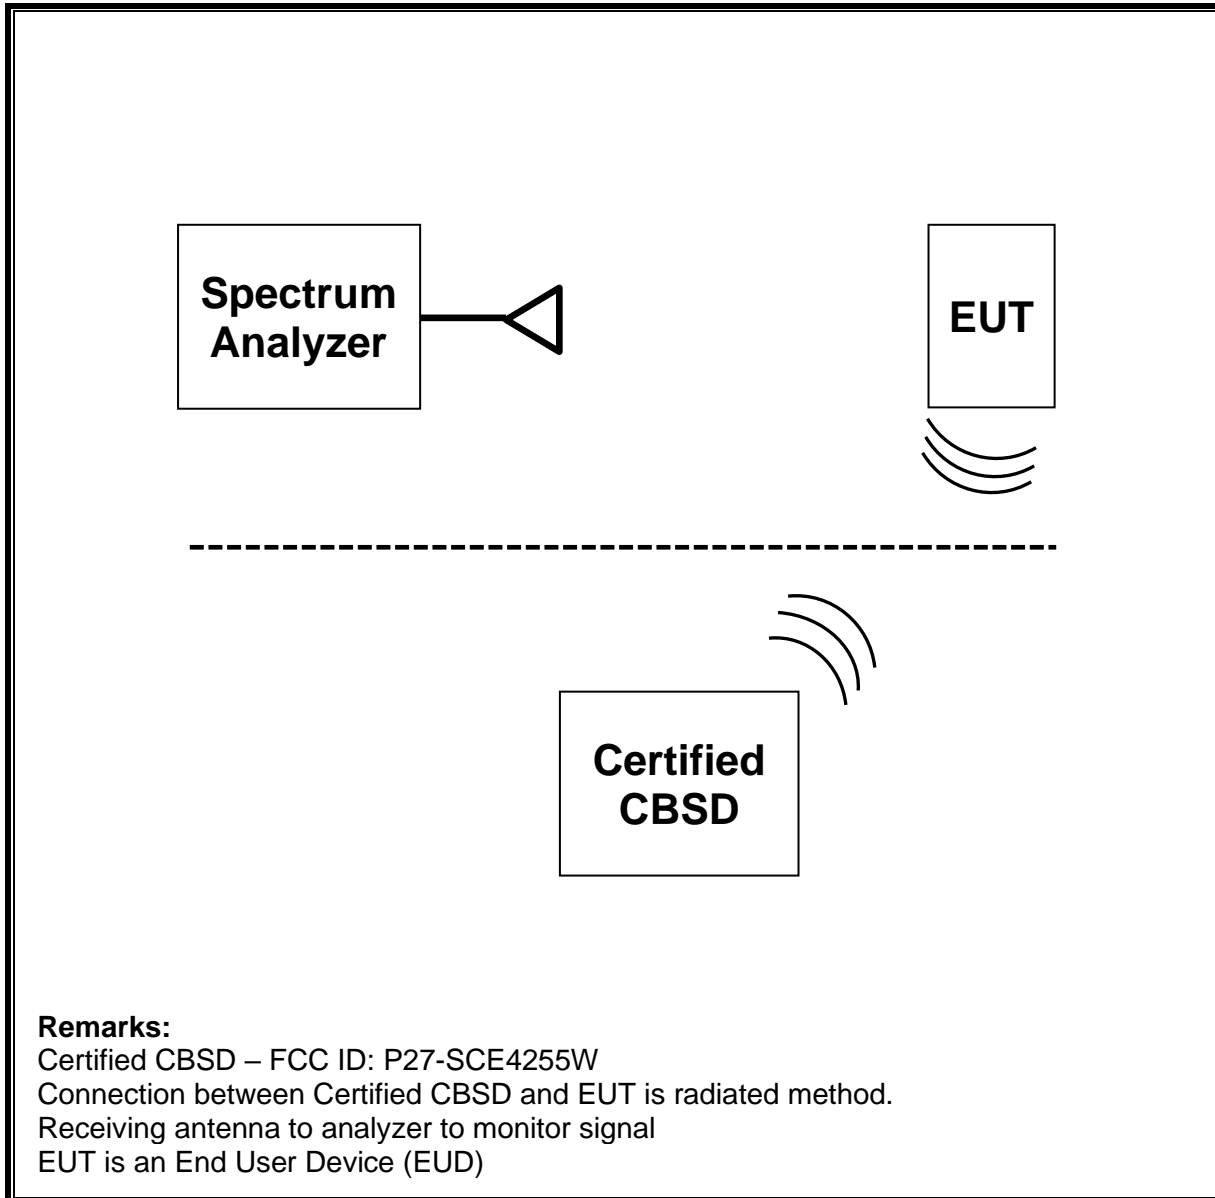 Spectrum
Analyzer
EUT
Certified
CBSD
Remarks:
Certified CBSD – FCC ID: P27-SCE4255W
Connection between Certified CBSD and EUT is radiated method.
Receiving antenna to analyzer to monitor signal
EUT is an End User Device (EUD)